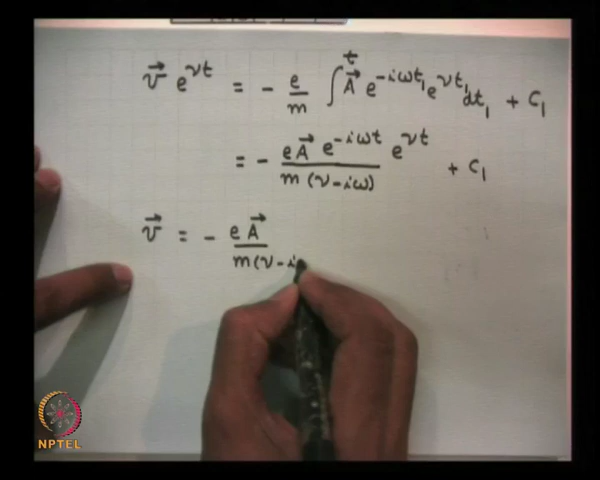 v⃗ e^{νt} = - e/m ∫^t A⃗ e^{-iωt₁} e^{νt₁} dt₁ + C₁
= - eA⃗ e^{-iωt} / m(ν-iω) e^{νt} + C₁
v⃗ = - eA⃗ / m(ν-i
NPTEL